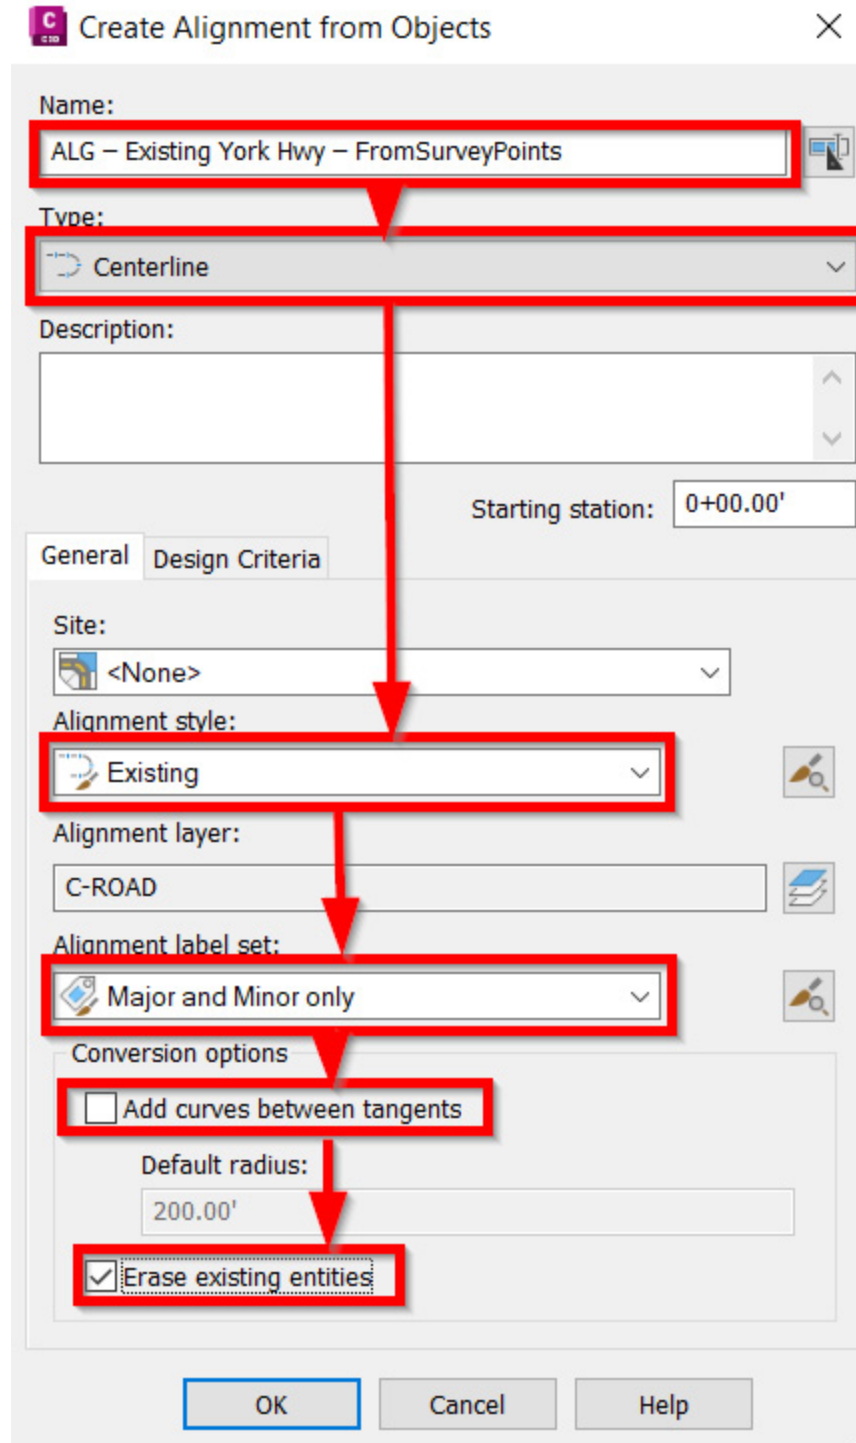 C
C3D
Create Alignment from Objects
Name:
ALG – Existing York Hwy – FromSurveyPoints
Type:
Centerline
Description:
Starting station: 0+00.00'
General Design Criteria
Site:
<None>
Alignment style:
Existing
Alignment layer:
C-ROAD
Alignment label set:
Major and Minor only
Conversion options
Add curves between tangents
Default radius:
200.00'
Erase existing entities
OK Cancel Help